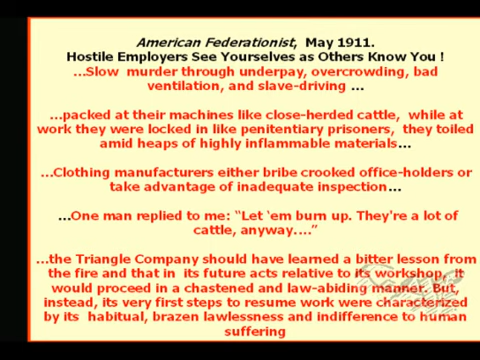 American Federationist, May 1911.
Hostile Employers See Yourselves as Others Know You !
...Slow murder through underpay, overcrowding, bad
ventilation, and slave-driving ...
...packed at their machines like close-herded cattle, while at
work they were locked in like penitentiary prisoners, they toiled
amid heaps of highly inflammable materials...
...Clothing manufacturers either bribe crooked office-holders or
take advantage of inadequate inspection...
...One man replied to me: “Let ‘em burn up. They're a lot of
cattle, anyway....”
...the Triangle Company should have learned a bitter lesson from
the fire and that in its future acts relative to its workshop, it
would proceed in a chastened and law-abiding manner. But,
instead, its very first steps to resume work were characterized
by its habitual, brazen lawlessness and indifference to human
suffering